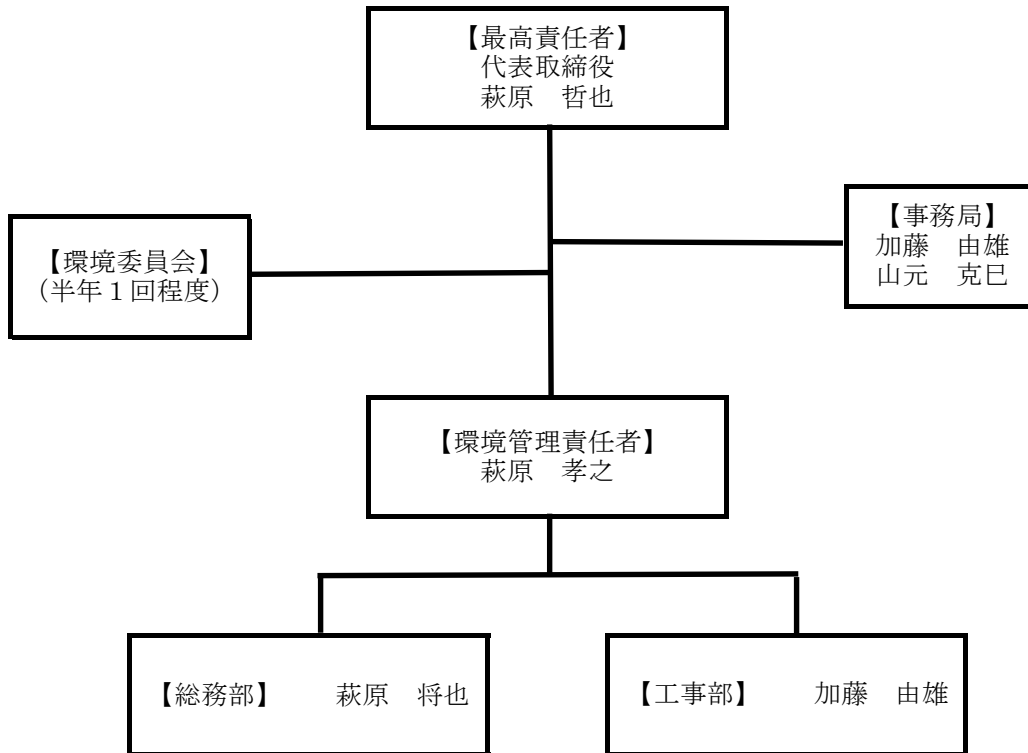 【最高責任者】
代表取締役
萩原　哲也
【事務局】
加藤　由雄
山元　克巳
【環境委員会】
（半年１回程度）
【環境管理責任者】
萩原　孝之
【総務部】　　萩原　将也
【工事部】　　加藤　由雄